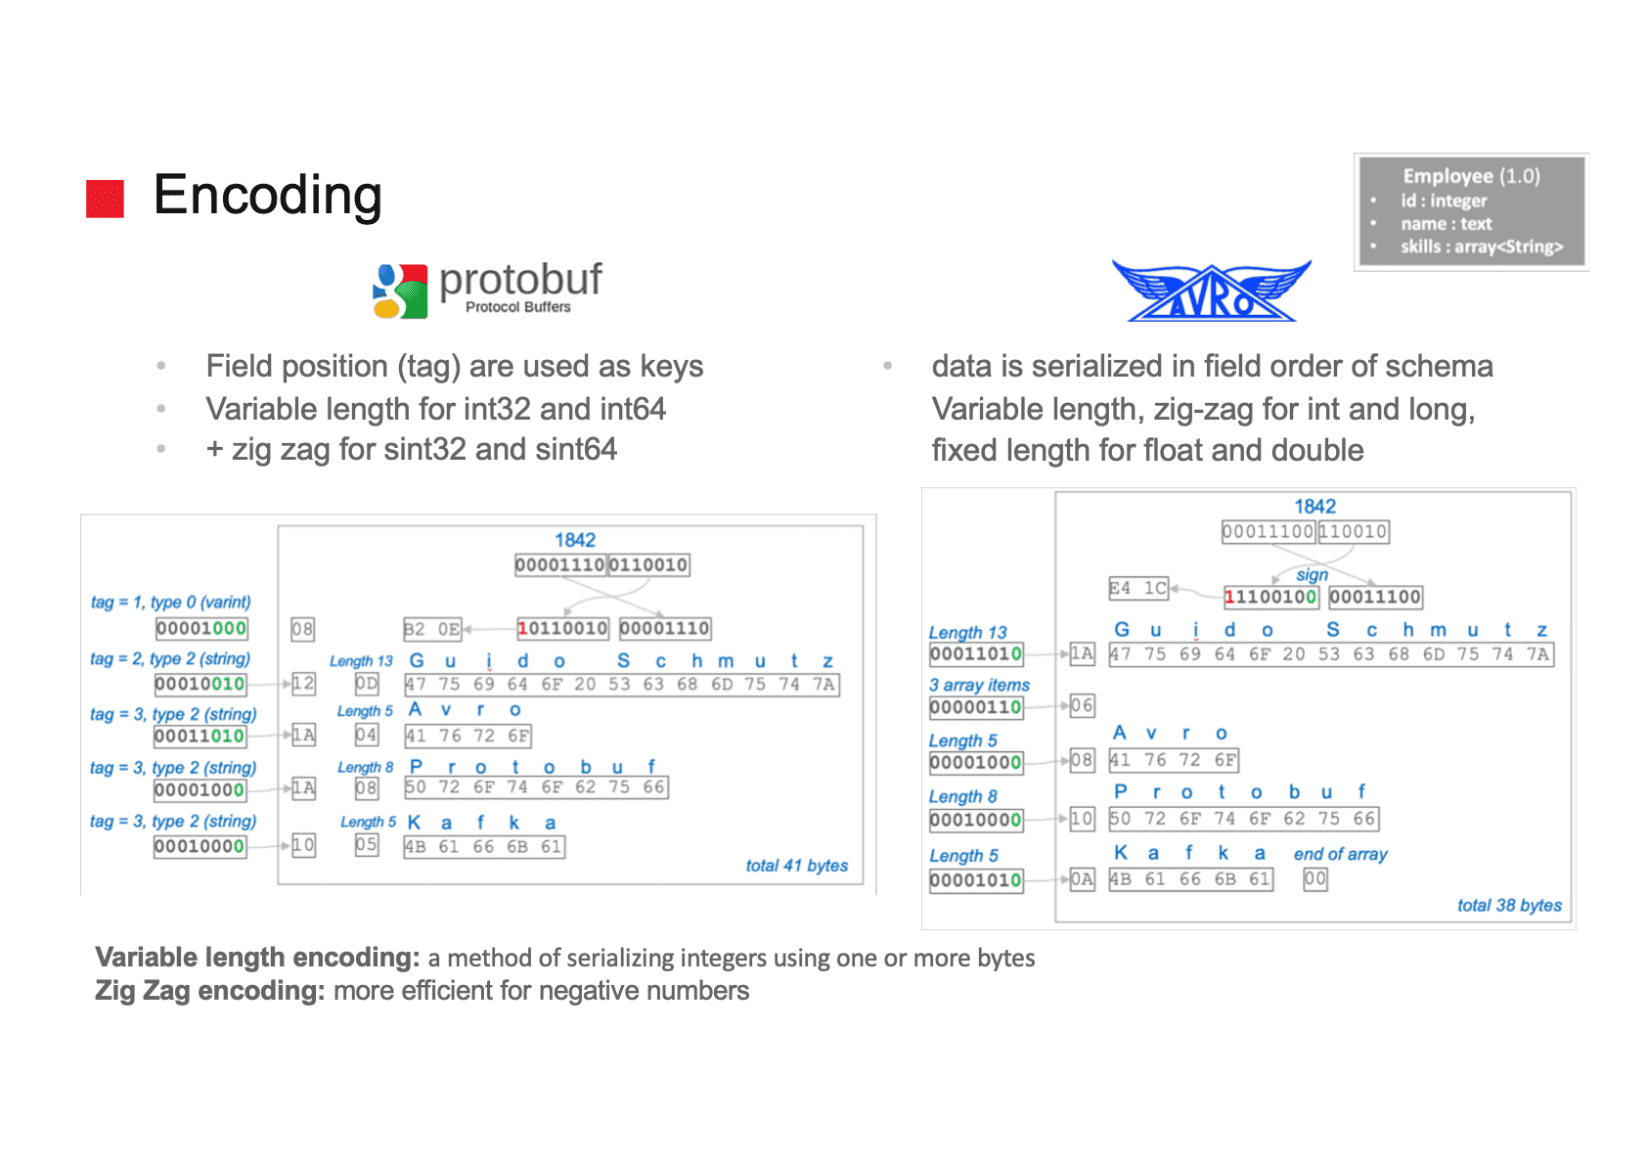 Encoding
Employee (1.0)
• id : integer
• name : text
• skills : array<String>
protobuf
Protocol Buffers
AVRO
• Field position (tag) are used as keys
• Variable length for int32 and int64
• + zig zag for sint32 and sint64
• data is serialized in field order of schema
Variable length, zig-zag for int and long,
fixed length for float and double
1842
00001110 0110010
tag = 1, type 0 (varint)
00001000 08 B2 0E 10110010 00001110
tag = 2, type 2 (string) Length 13 G u i d o S c h m u t z
00010010 12 0D 47 75 69 64 6F 20 53 63 68 6D 75 74 7A
tag = 3, type 2 (string) Length 5 A v r o
00011010 1A 04 41 76 72 6F
tag = 3, type 2 (string) Length 8 P r o t o b u f
00001000 1A 08 50 72 6F 74 6F 62 75 66
tag = 3, type 2 (string) Length 5 K a f k a
00010000 10 05 4B 61 66 6B 61
total 41 bytes
1842
00011100 110010
sign
E4 1C 11100100 00011100
Length 13 G u i d o S c h m u t z
00011010 1A 47 75 69 64 6F 20 53 63 68 6D 75 74 7A
3 array items
00000110 06
Length 5 A v r o
00001000 08 41 76 72 6F
Length 8 P r o t o b u f
00010000 10 50 72 6F 74 6F 62 75 66
Length 5 K a f k a end of array
00001010 0A 4B 61 66 6B 61 00
total 38 bytes
Variable length encoding: a method of serializing integers using one or more bytes
Zig Zag encoding: more efficient for negative numbers